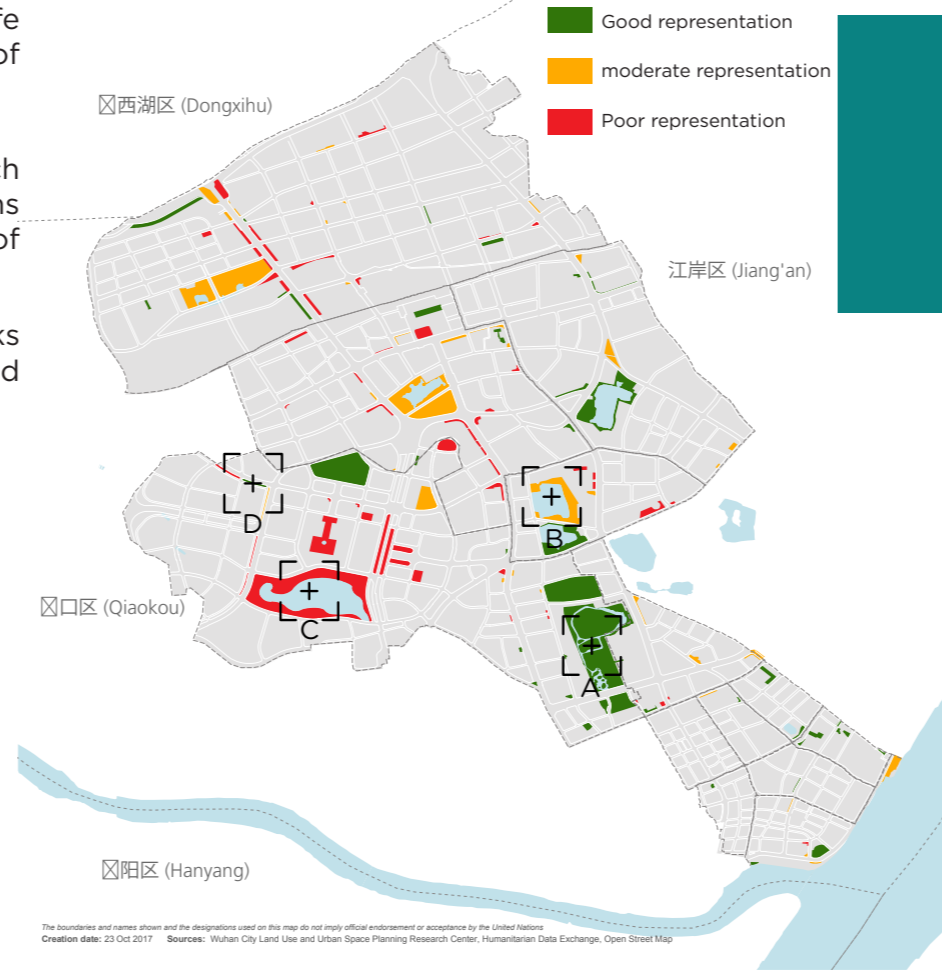 fe
of
ch
ns
of
ks
d
Good representation
moderate representation
Poor representation
西湖区 (Dongxihu)
江岸区 (Jiang'an)
口区 (Qiaokou)
阳区 (Hanyang)
D
B
C
A
The boundaries and names shown and the designations used on this map do not imply official endorsement or acceptance by the United Nations
Creation date: 23 Oct 2017 Sources: Wuhan City Land Use and Urban Space Planning Research Center, Humanitarian Data Exchange, Open Street Map